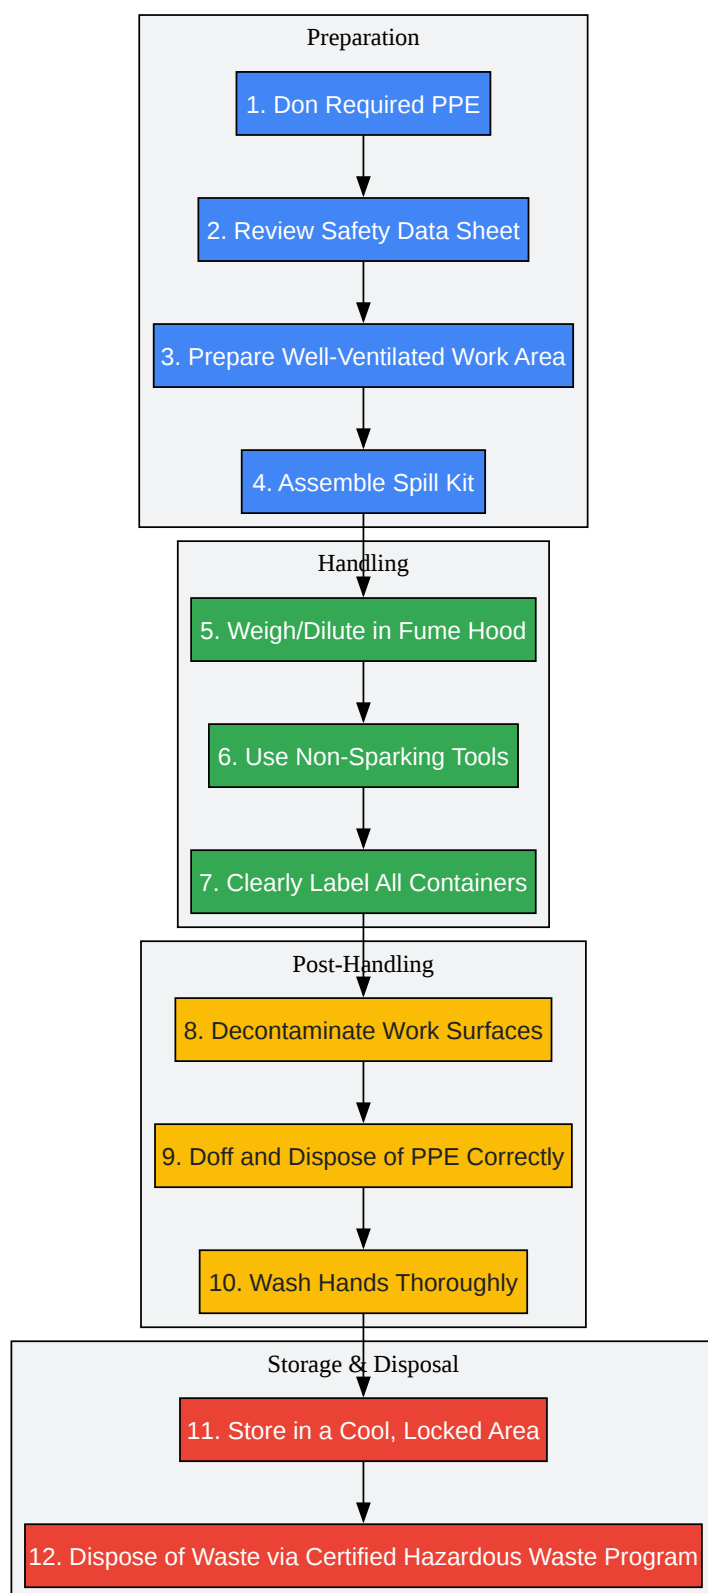 Preparation
1. Don Required PPE
2. Review Safety Data Sheet
3. Prepare Well-Ventilated Work Area
4. Assemble Spill Kit
Handling
5. Weigh/Dilute in Fume Hood
6. Use Non-Sparking Tools
7. Clearly Label All Containers
Post-Handling
8. Decontaminate Work Surfaces
9. Doff and Dispose of PPE Correctly
10. Wash Hands Thoroughly
Storage & Disposal
11. Store in a Cool, Locked Area
12. Dispose of Waste via Certified Hazardous Waste Program